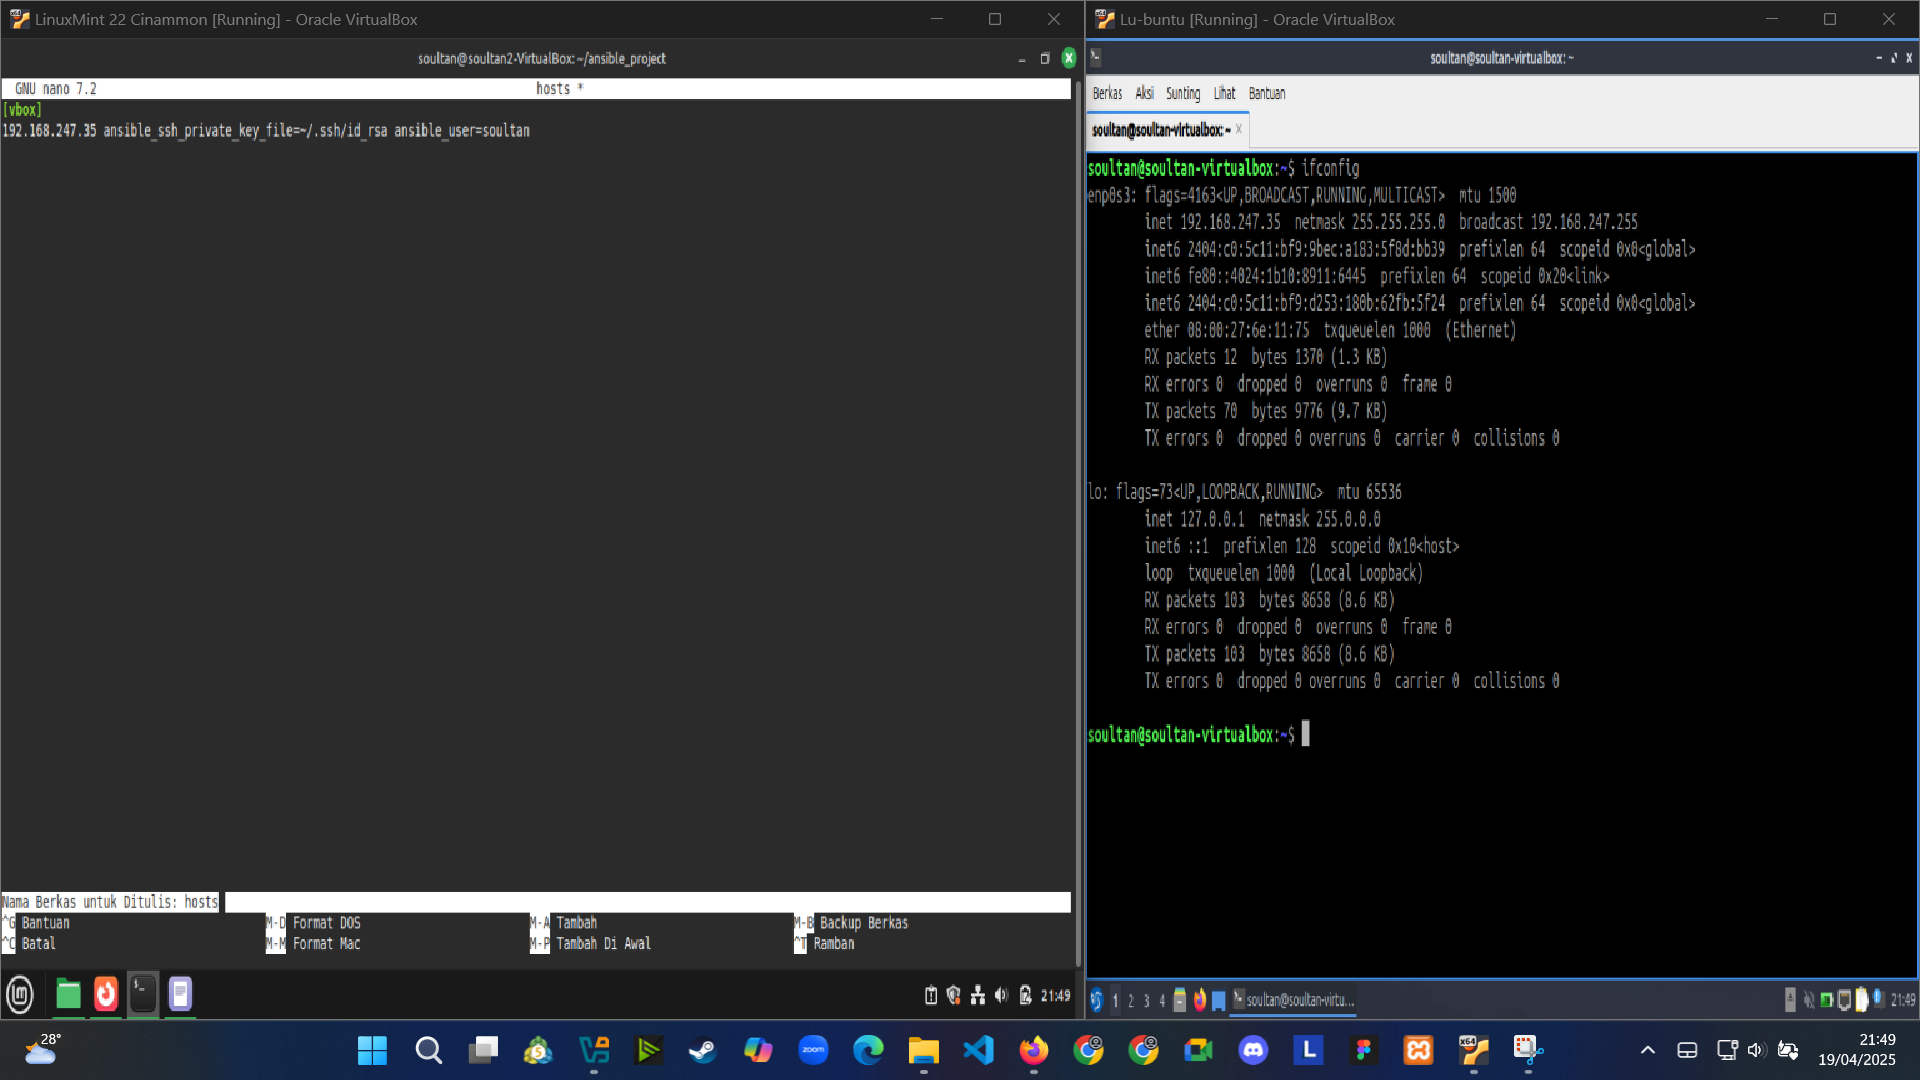 LinuxMint 22 Cinammon [Running] - Oracle VirtualBox
soultan@soultan2-VirtualBox: ~/ansible_project
GNU nano 7.2 hosts *
[vbox]
192.168.247.35 ansible_ssh_private_key_file=~/.ssh/id_rsa ansible_user=soultan
Nama Berkas untuk Ditulis: hosts
^G Bantuan M-D Format DOS M-A Tambah M-B Backup Berkas
^C Batal M-M Format Mac M-P Tambah Di Awal ^T Ramban
21:49
Lu-buntu [Running] - Oracle VirtualBox
soultan@soultan-virtualbox: ~
Berkas Aksi Sunting Lihat Bantuan
soultan@soultan-virtualbox: ~
soultan@soultan-virtualbox:~$ ifconfig
enp0s3: flags=4163<UP,BROADCAST,RUNNING,MULTICAST> mtu 1500
inet 192.168.247.35 netmask 255.255.255.0 broadcast 192.168.247.255
inet6 2404:c0:5c11:bf9:9bec:a183:5f8d:bb39 prefixlen 64 scopeid 0x0<global>
inet6 fe80::4024:1b10:8911:6445 prefixlen 64 scopeid 0x20<link>
inet6 2404:c0:5c11:bf9:d253:180b:62fb:5f24 prefixlen 64 scopeid 0x0<global>
ether 08:00:27:6e:11:75 txqueuelen 1000 (Ethernet)
RX packets 12 bytes 1370 (1.3 KB)
RX errors 0 dropped 0 overruns 0 frame 0
TX packets 70 bytes 9776 (9.7 KB)
TX errors 0 dropped 0 overruns 0 carrier 0 collisions 0
lo: flags=73<UP,LOOPBACK,RUNNING> mtu 65536
inet 127.0.0.1 netmask 255.0.0.0
inet6 ::1 prefixlen 128 scopeid 0x10<host>
loop txqueuelen 1000 (Local Loopback)
RX packets 103 bytes 8658 (8.6 KB)
RX errors 0 dropped 0 overruns 0 frame 0
TX packets 103 bytes 8658 (8.6 KB)
TX errors 0 dropped 0 overruns 0 carrier 0 collisions 0
soultan@soultan-virtualbox:~$
1 2 3 4 soultan@soultan-virtu... 21:49
28°
zoom
L
x64
21:49
19/04/2025